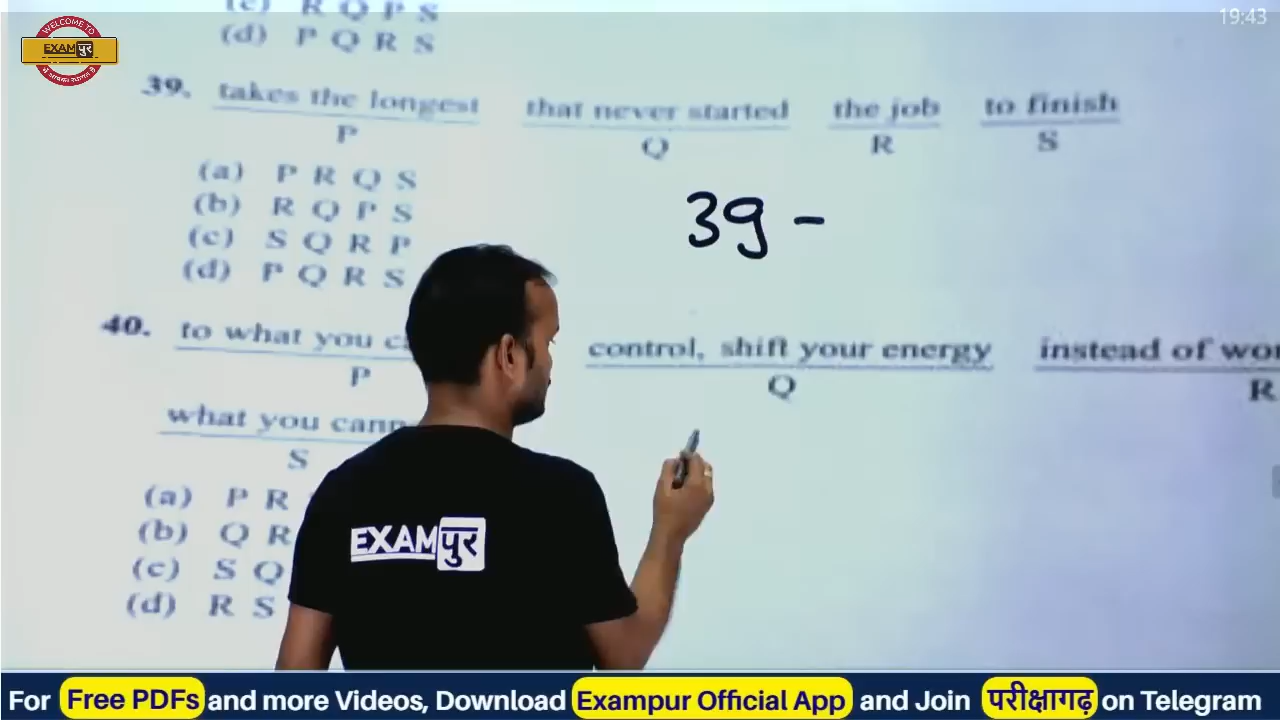 19:43
WELCOME TO
EXAMपुर
(c) R Q P S
(d) P Q R S
39. takes the longest that never started the job to finish
P Q R S
(a) P R Q S
(b) R Q P S
(c) S Q R P
(d) P Q R S
39 -
40. to what you control, shift your energy instead of
P Q R
what you
S
(a) P R
(b) Q R
(c) S Q
(d) R S
EXAMपुर
For Free PDFs and more Videos, Download Exampur Official App and Join परीक्षागढ़ on Telegram